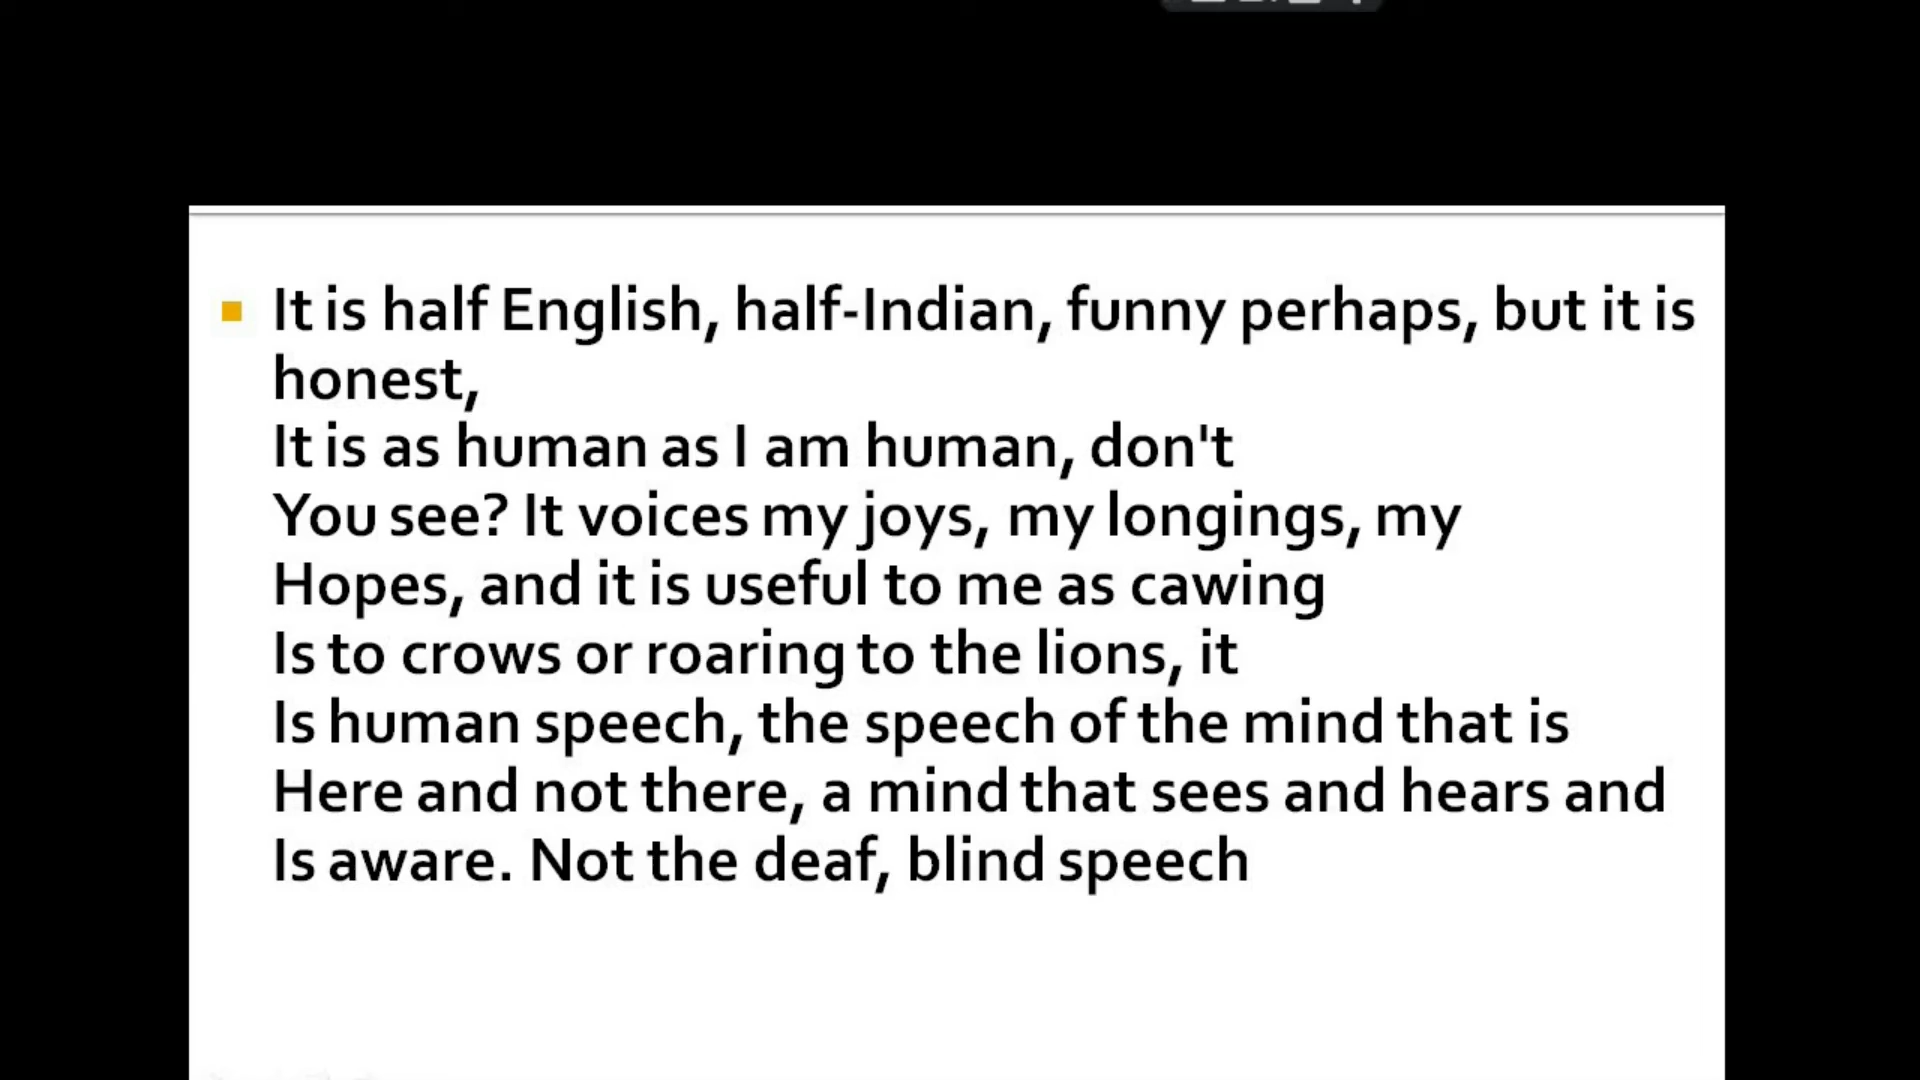 It is half English, half-Indian, funny perhaps, but it is
honest,
It is as human as I am human, don't
You see? It voices my joys, my longings, my
Hopes, and it is useful to me as cawing
Is to crows or roaring to the lions, it
Is human speech, the speech of the mind that is
Here and not there, a mind that sees and hears and
Is aware. Not the deaf, blind speech